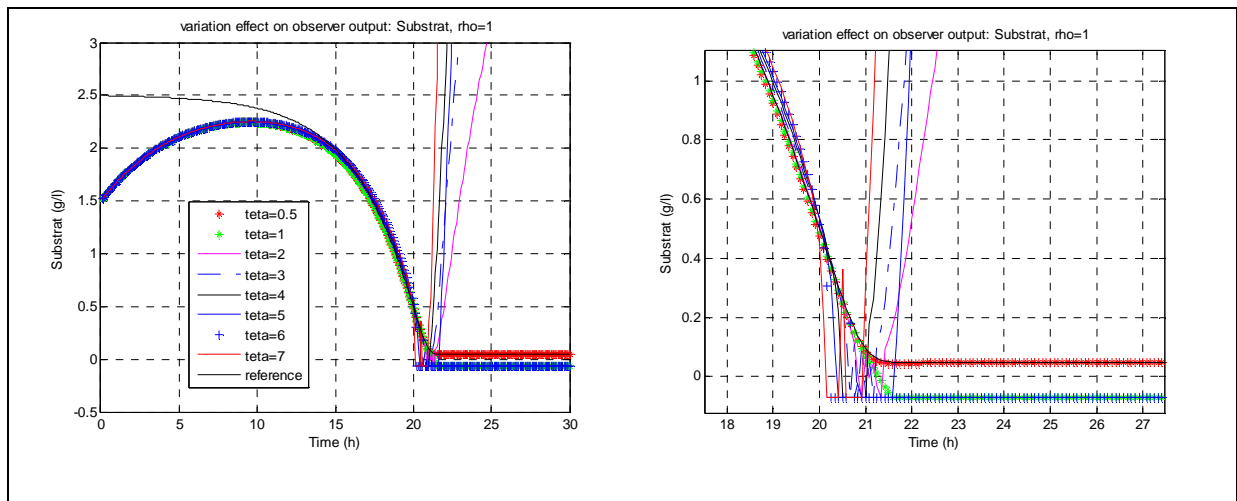 variation effect on observer output: Substrat, rho=1
3
2.5
2
1.5
1
0.5
0
-0.5
Substrat (g/l)
teta=0.5
teta=1
teta=2
teta=3
teta=4
teta=5
teta=6
teta=7
reference
0 5 10 15 20 25 30
Time (h)
variation effect on observer output: Substrat, rho=1
1
0.8
0.6
0.4
0.2
0
Substrat (g/l)
18 19 20 21 22 23 24 25 26 27
Time (h)